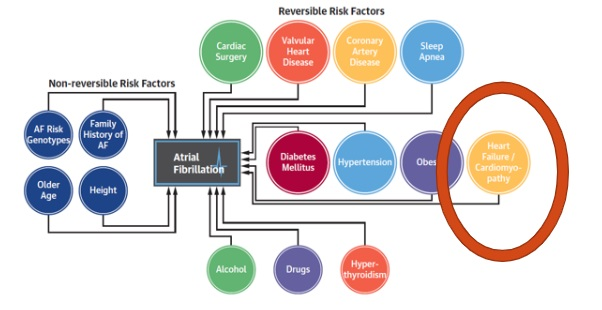 Reversible Risk Factors
Cardiac
Surgery
Valvular
Heart
Disease
Coronary
Artery
Disease
Sleep
Apnea
Non-reversible Risk Factors
AF Risk
Genotypes
Family
History of
AF
Older
Age
Height
Atrial
Fibrillation
Diabetes
Mellitus
Hypertension
Obes
Heart
Failure /
Cardiomyo-
pathy
Alcohol
Drugs
Hyper-
thyroidism